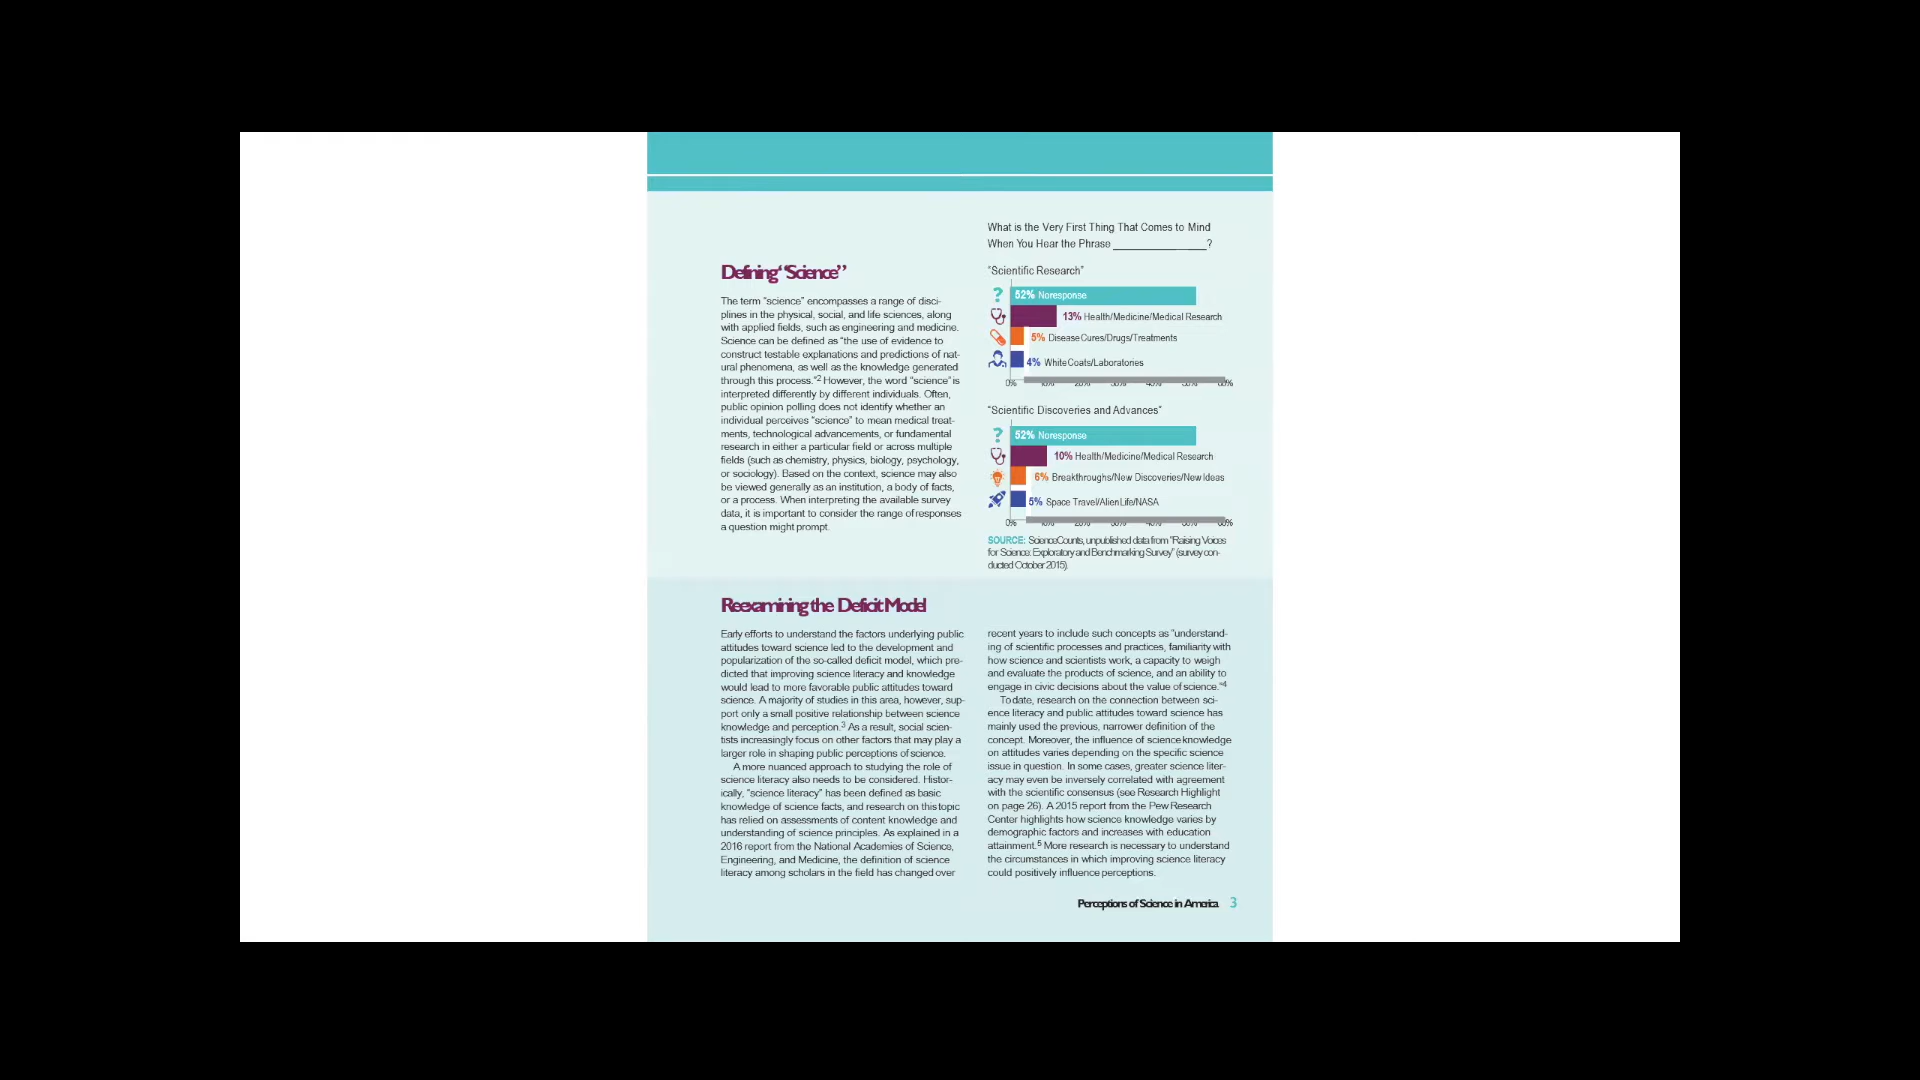 Defining “Science”
The term “science” encompasses a range of disci-
plines in the physical, social, and life sciences, along
with applied fields, such as engineering and medicine.
Science can be defined as “the use of evidence to
construct testable explanations and predictions of nat-
ural phenomena, as well as the knowledge generated
through this process.”2 However, the word “science” is
interpreted differently by different individuals. Often,
public opinion polling does not identify whether an
individual perceives “science” to mean medical treat-
ments, technological advancements, or fundamental
research in either a particular field or across multiple
fields (such as chemistry, physics, biology, psychology,
or sociology). Based on the context, science may also
be viewed generally as an institution, a body of facts,
or a process. When interpreting the available survey
data, it is important to consider the range of responses
a question might prompt.
What is the Very First Thing That Comes to Mind
When You Hear the Phrase ________________?
“Scientific Research”
52% No response
13% Health/Medicine/Medical Research
5% Disease Cures/Drugs/Treatments
4% White Coats/Laboratories
0% 10% 20% 30% 40% 50% 60%
“Scientific Discoveries and Advances”
52% No response
10% Health/Medicine/Medical Research
6% Breakthroughs/New Discoveries/New Ideas
5% Space Travel/Alien Life/NASA
0% 10% 20% 30% 40% 50% 60%
SOURCE: ScienceCounts, unpublished data from “Raising Voices
for Science: Exploratory and Benchmarking Survey” (survey con-
ducted October 2015).
Reexamining the Deficit Model
Early efforts to understand the factors underlying public
attitudes toward science led to the development and
popularization of the so-called deficit model, which pre-
dicted that improving science literacy and knowledge
would lead to more favorable public attitudes toward
science. A majority of studies in this area, however, sup-
port only a small positive relationship between science
knowledge and perception.3 As a result, social scien-
tists increasingly focus on other factors that may play a
larger role in shaping public perceptions of science.
A more nuanced approach to studying the role of
science literacy also needs to be considered. Histor-
ically, “science literacy” has been defined as basic
knowledge of science facts, and research on this topic
has relied on assessments of content knowledge and
understanding of science principles. As explained in a
2016 report from the National Academies of Science,
Engineering, and Medicine, the definition of science
literacy among scholars in the field has changed over
recent years to include such concepts as “understand-
ing of scientific processes and practices, familiarity with
how science and scientists work, a capacity to weigh
and evaluate the products of science, and an ability to
engage in civic decisions about the value of science.”4
To date, research on the connection between sci-
ence literacy and public attitudes toward science has
mainly used the previous, narrower definition of the
concept. Moreover, the influence of science knowledge
on attitudes varies depending on the specific science
issue in question. In some cases, greater science liter-
acy may even be inversely correlated with agreement
with the scientific consensus (see Research Highlight
on page 26). A 2015 report from the Pew Research
Center highlights how science knowledge varies by
demographic factors and increases with education
attainment.5 More research is necessary to understand
the circumstances in which improving science literacy
could positively influence perceptions.
Perceptions of Science in America 3